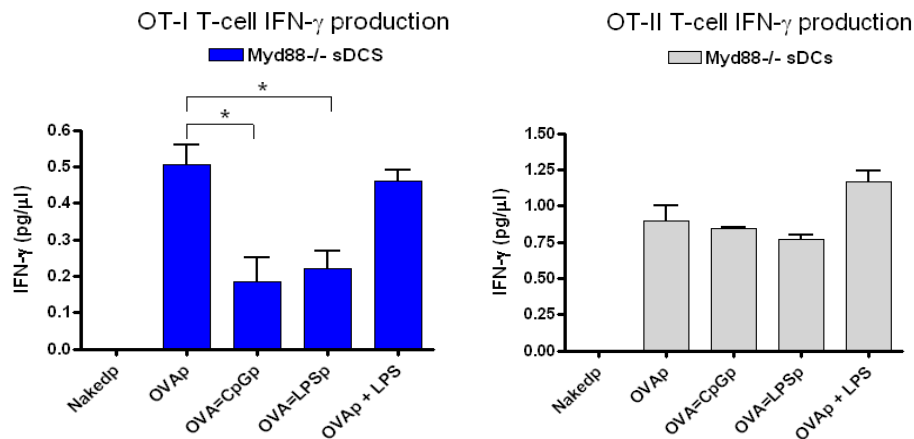 OT-I T-cell IFN-γ production
Myd88-/- sDCS
*
*
IFN-γ (pg/μl)
0.6
0.5
0.4
0.3
0.2
0.1
0.0
Nakedp
OVAp
OVA=CpGp
OVA=LPSp
OVAp + LPS
OT-II T-cell IFN-γ production
Myd88-/- sDCs
IFN-γ (pg/μl)
1.50
1.25
1.00
0.75
0.50
0.25
0.00
Nakedp
OVAp
OVA=CpGp
OVA=LPSp
OVAp + LPS